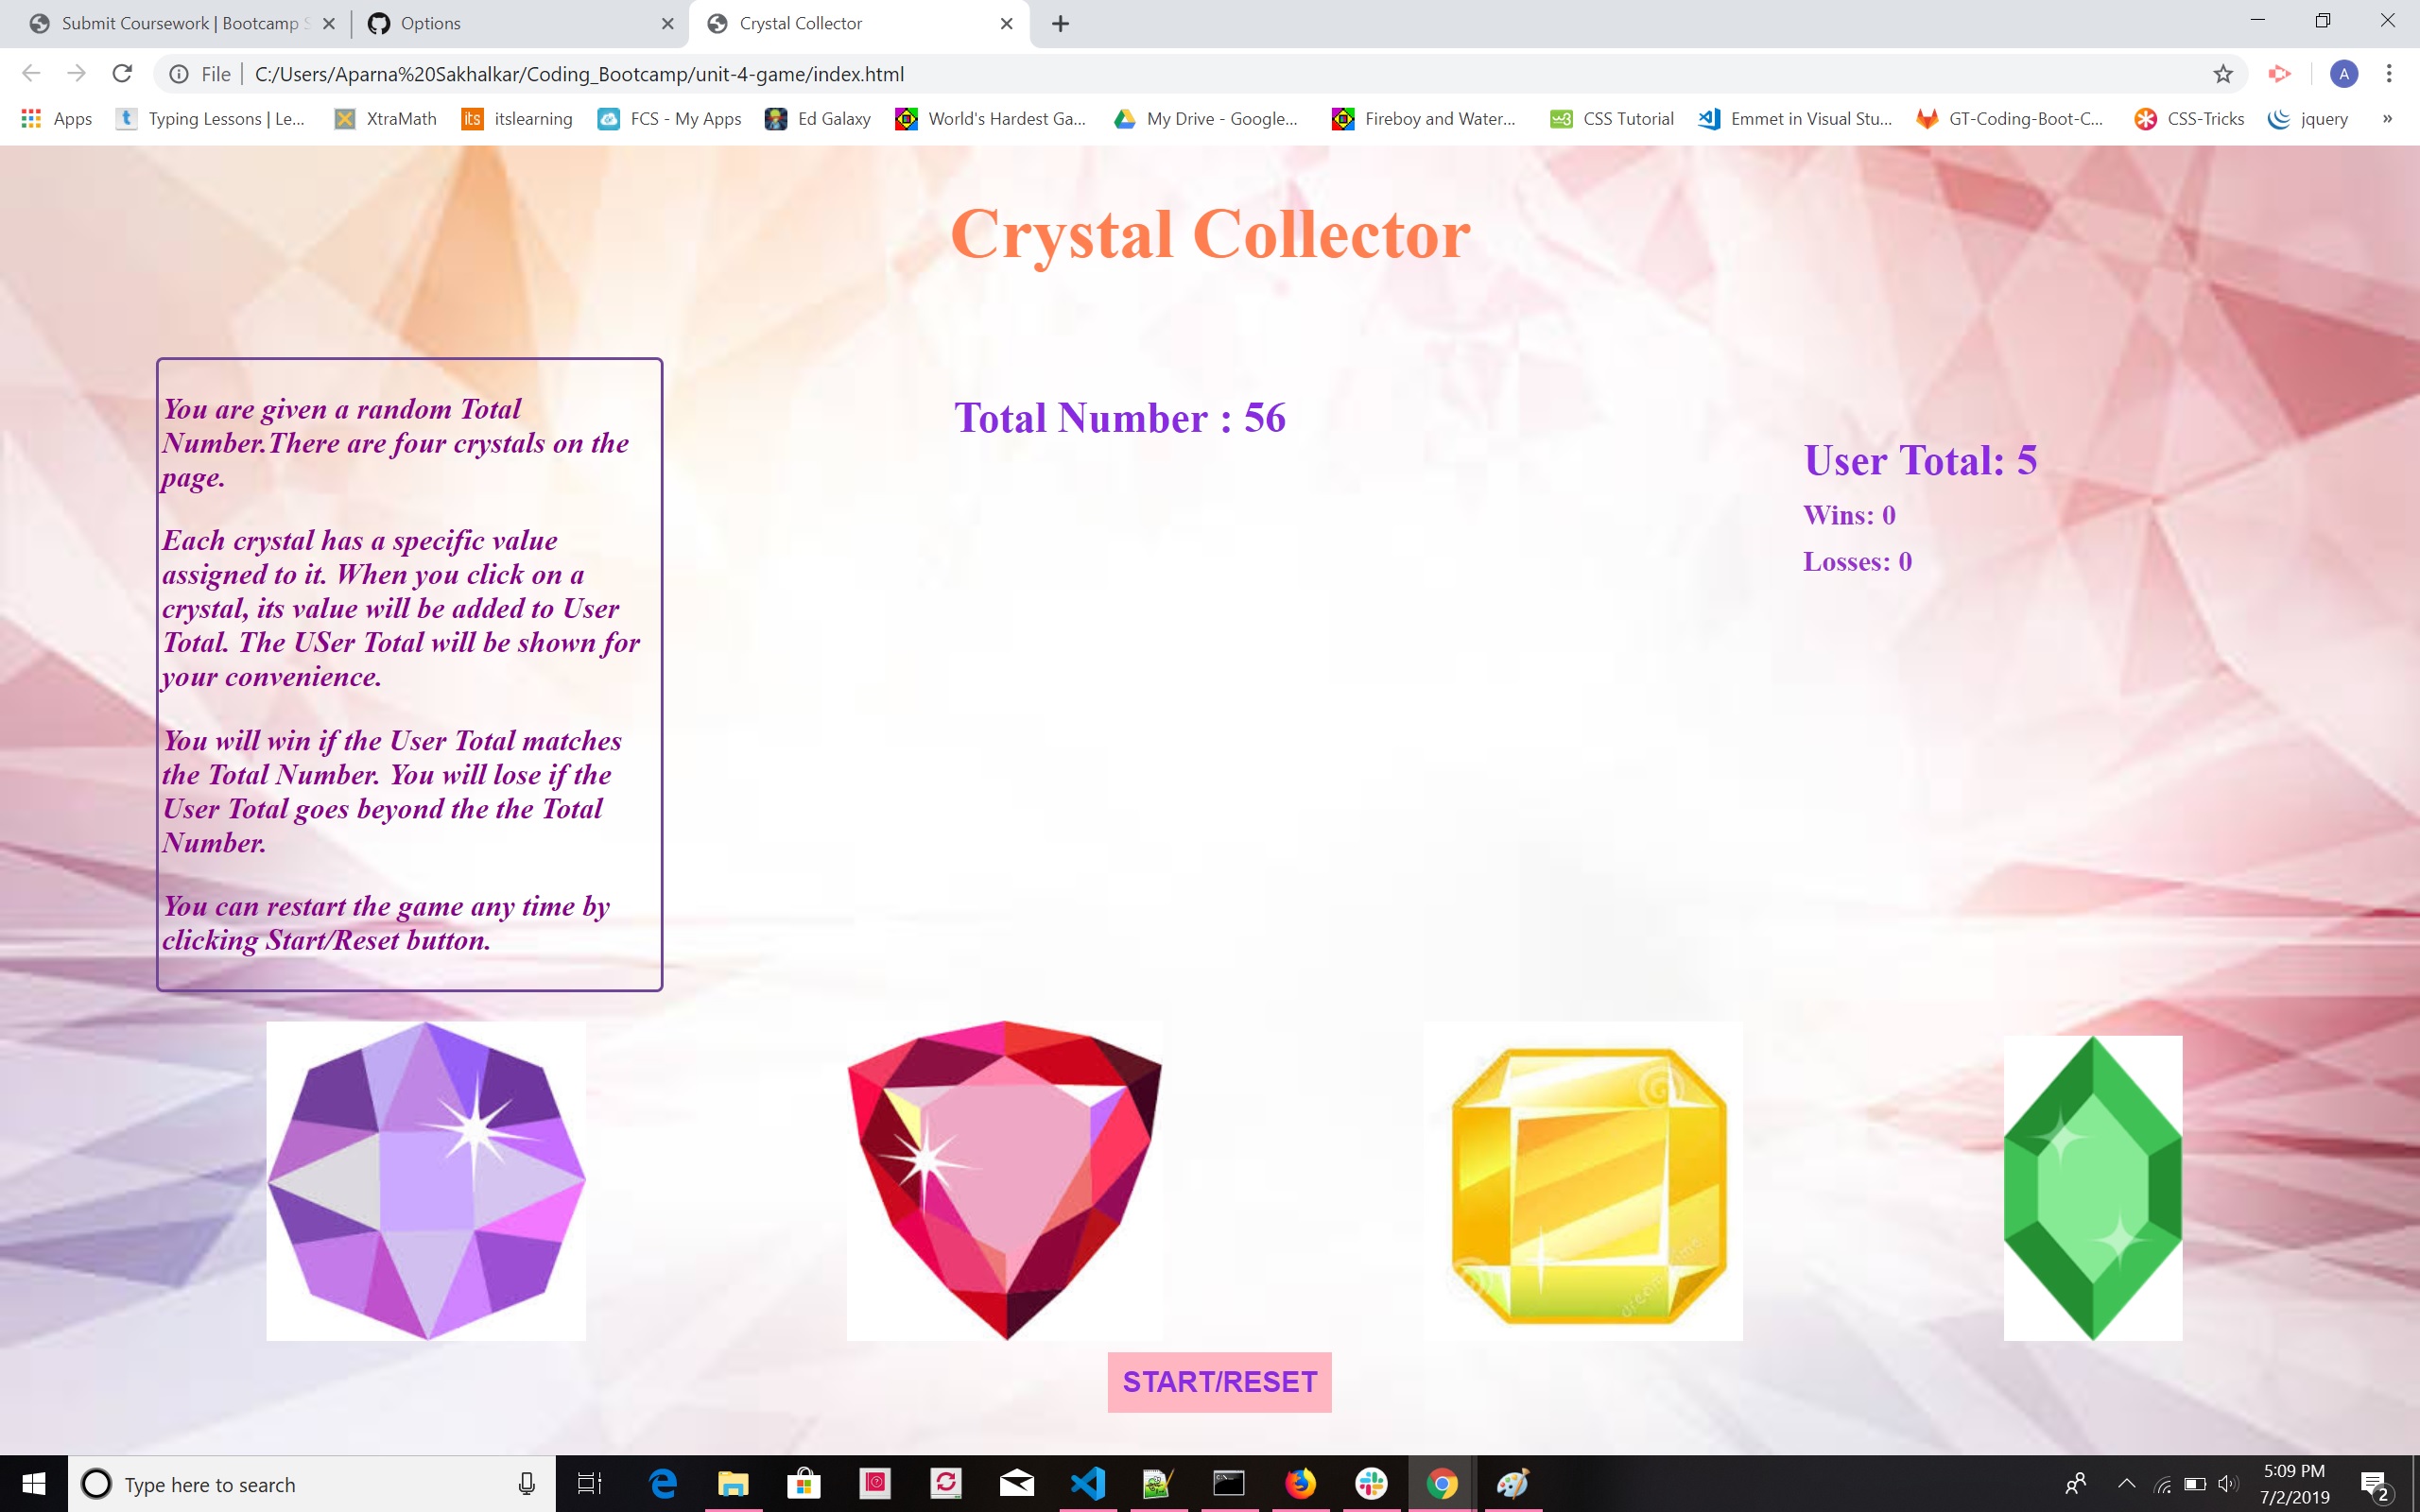 Submit Coursework | Bootcamp S
Options
Crystal Collector
File
C:/Users/Aparna%20Sakhalkar/Coding_Bootcamp/unit-4-game/index.html
A
Apps
Typing Lessons | Le...
XtraMath
its itslearning
FCS - My Apps
Ed Galaxy
World's Hardest Ga...
My Drive - Google...
Fireboy and Water...
CSS Tutorial
Emmet in Visual Stu...
GT-Coding-Boot-C...
CSS-Tricks
jquery
»
Crystal Collector
You are given a random Total
Number.There are four crystals on the
page.
Each crystal has a specific value
assigned to it. When you click on a
crystal, its value will be added to User
Total. The USer Total will be shown for
your convenience.
You will win if the User Total matches
the Total Number. You will lose if the
User Total goes beyond the the Total
Number.
You can restart the game any time by
clicking Start/Reset button.
Total Number : 56
User Total: 5
Wins: 0
Losses: 0
START/RESET
Type here to search
5:09 PM
7/2/2019
2